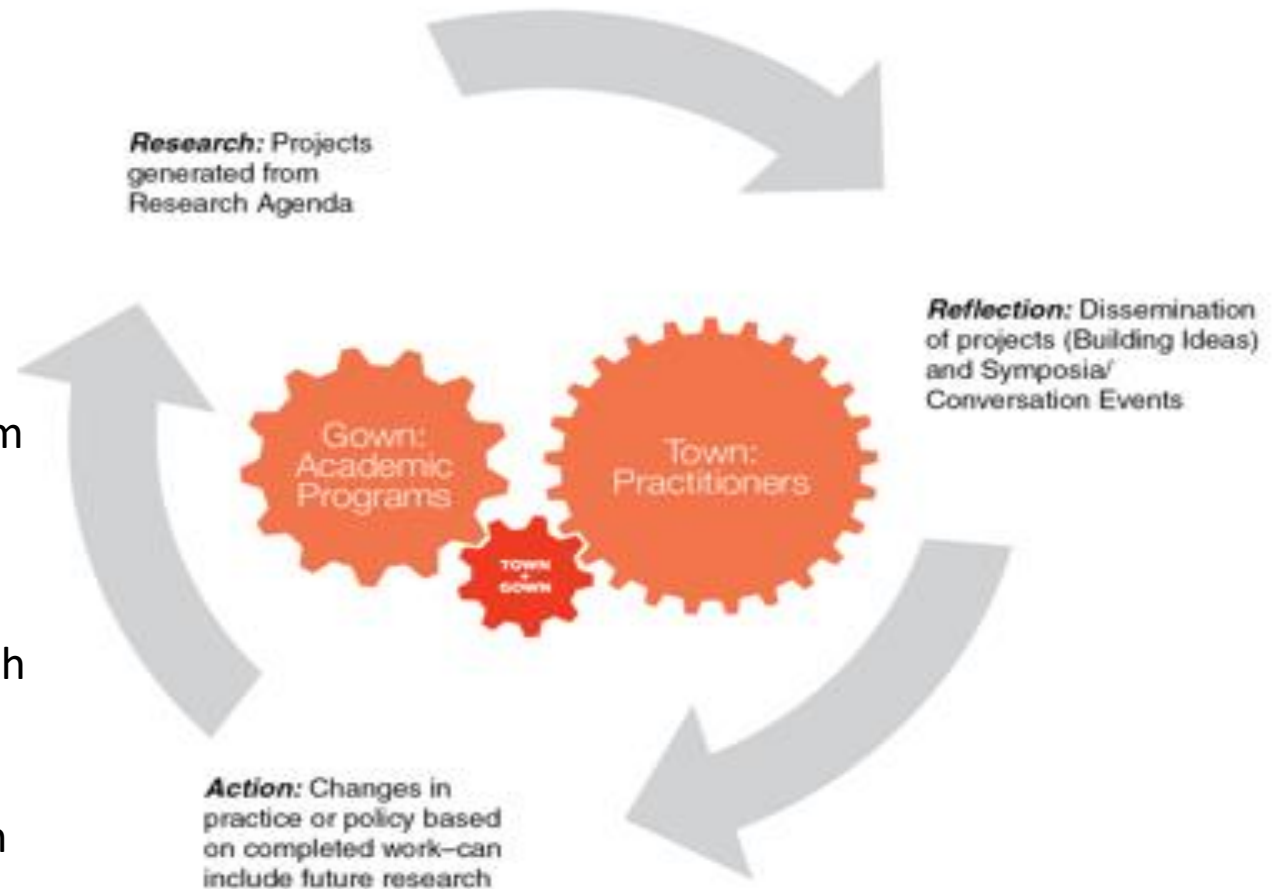 Research: Projects
generated from
Research Agenda
Reflection: Dissemination
of projects (Building Ideas)
and Symposia/
Conversation Events
m
Gown:
Academic
Programs
Town:
Practitioners
TOWN
+
GOWN
h
Action: Changes in
practice or policy based
on completed work–can
include future research
n